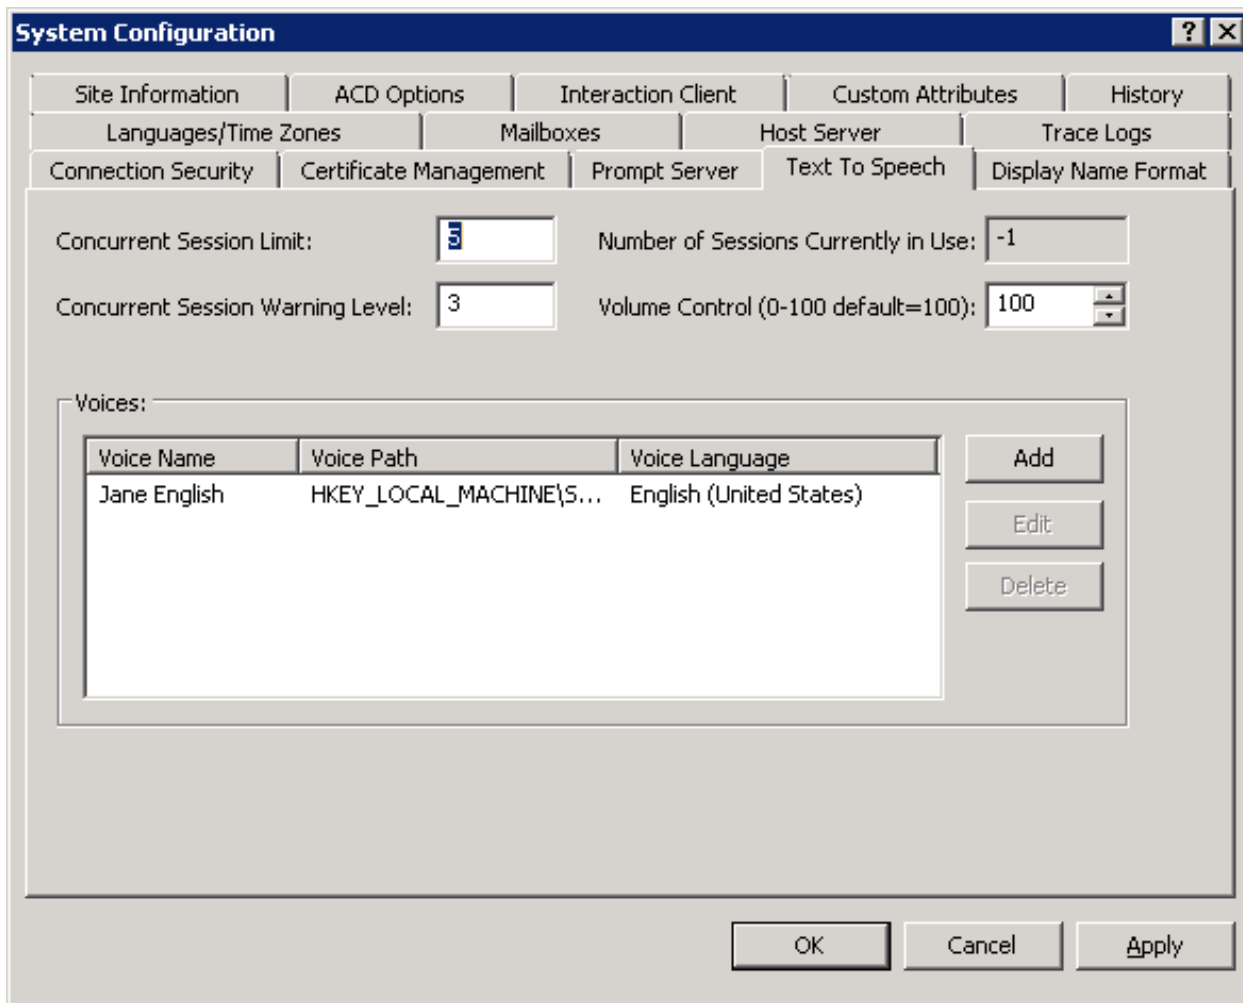 System Configuration
Site Information ACD Options Interaction Client Custom Attributes History
Languages/Time Zones Mailboxes Host Server Trace Logs
Connection Security Certificate Management Prompt Server Text To Speech Display Name Format
Concurrent Session Limit: 5 Number of Sessions Currently in Use: -1
Concurrent Session Warning Level: 3 Volume Control (0-100 default=100): 100
Voices:
Voice Name Voice Path Voice Language Add
Jane English HKEY_LOCAL_MACHINE\S... English (United States)
Edit
Delete
OK Cancel Apply